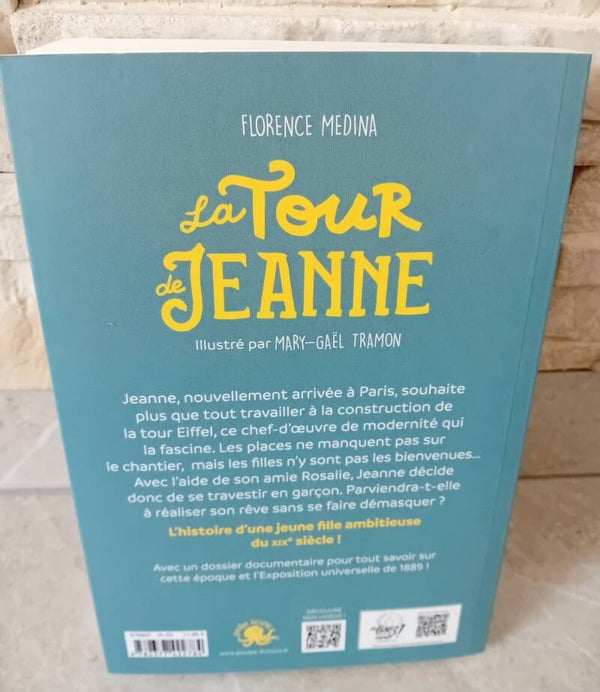 FLORENCE MEDINA
La TOUR
de JEANNE
Illustré par MARY-GAËL TRAMON
Jeanne, nouvellement arrivée à Paris, souhaite
plus que tout travailler à la construction de
la tour Eiffel, ce chef-d'œuvre de modernité qui
la fascine. Les places ne manquent pas sur
le chantier, mais les filles n'y sont pas les bienvenues...
Avec l'aide de son amie Rosalie, Jeanne décide
donc de se travestir en garçon. Parviendra-t-elle
à réaliser son rêve sans se faire démasquer ?
L'histoire d'une jeune fille ambitieuse
du XIXe siècle !
Avec un dossier documentaire pour tout savoir sur
cette époque et l'Exposition universelle de 1889 !
DÉCOUVRE
NOS VIDÉOS !